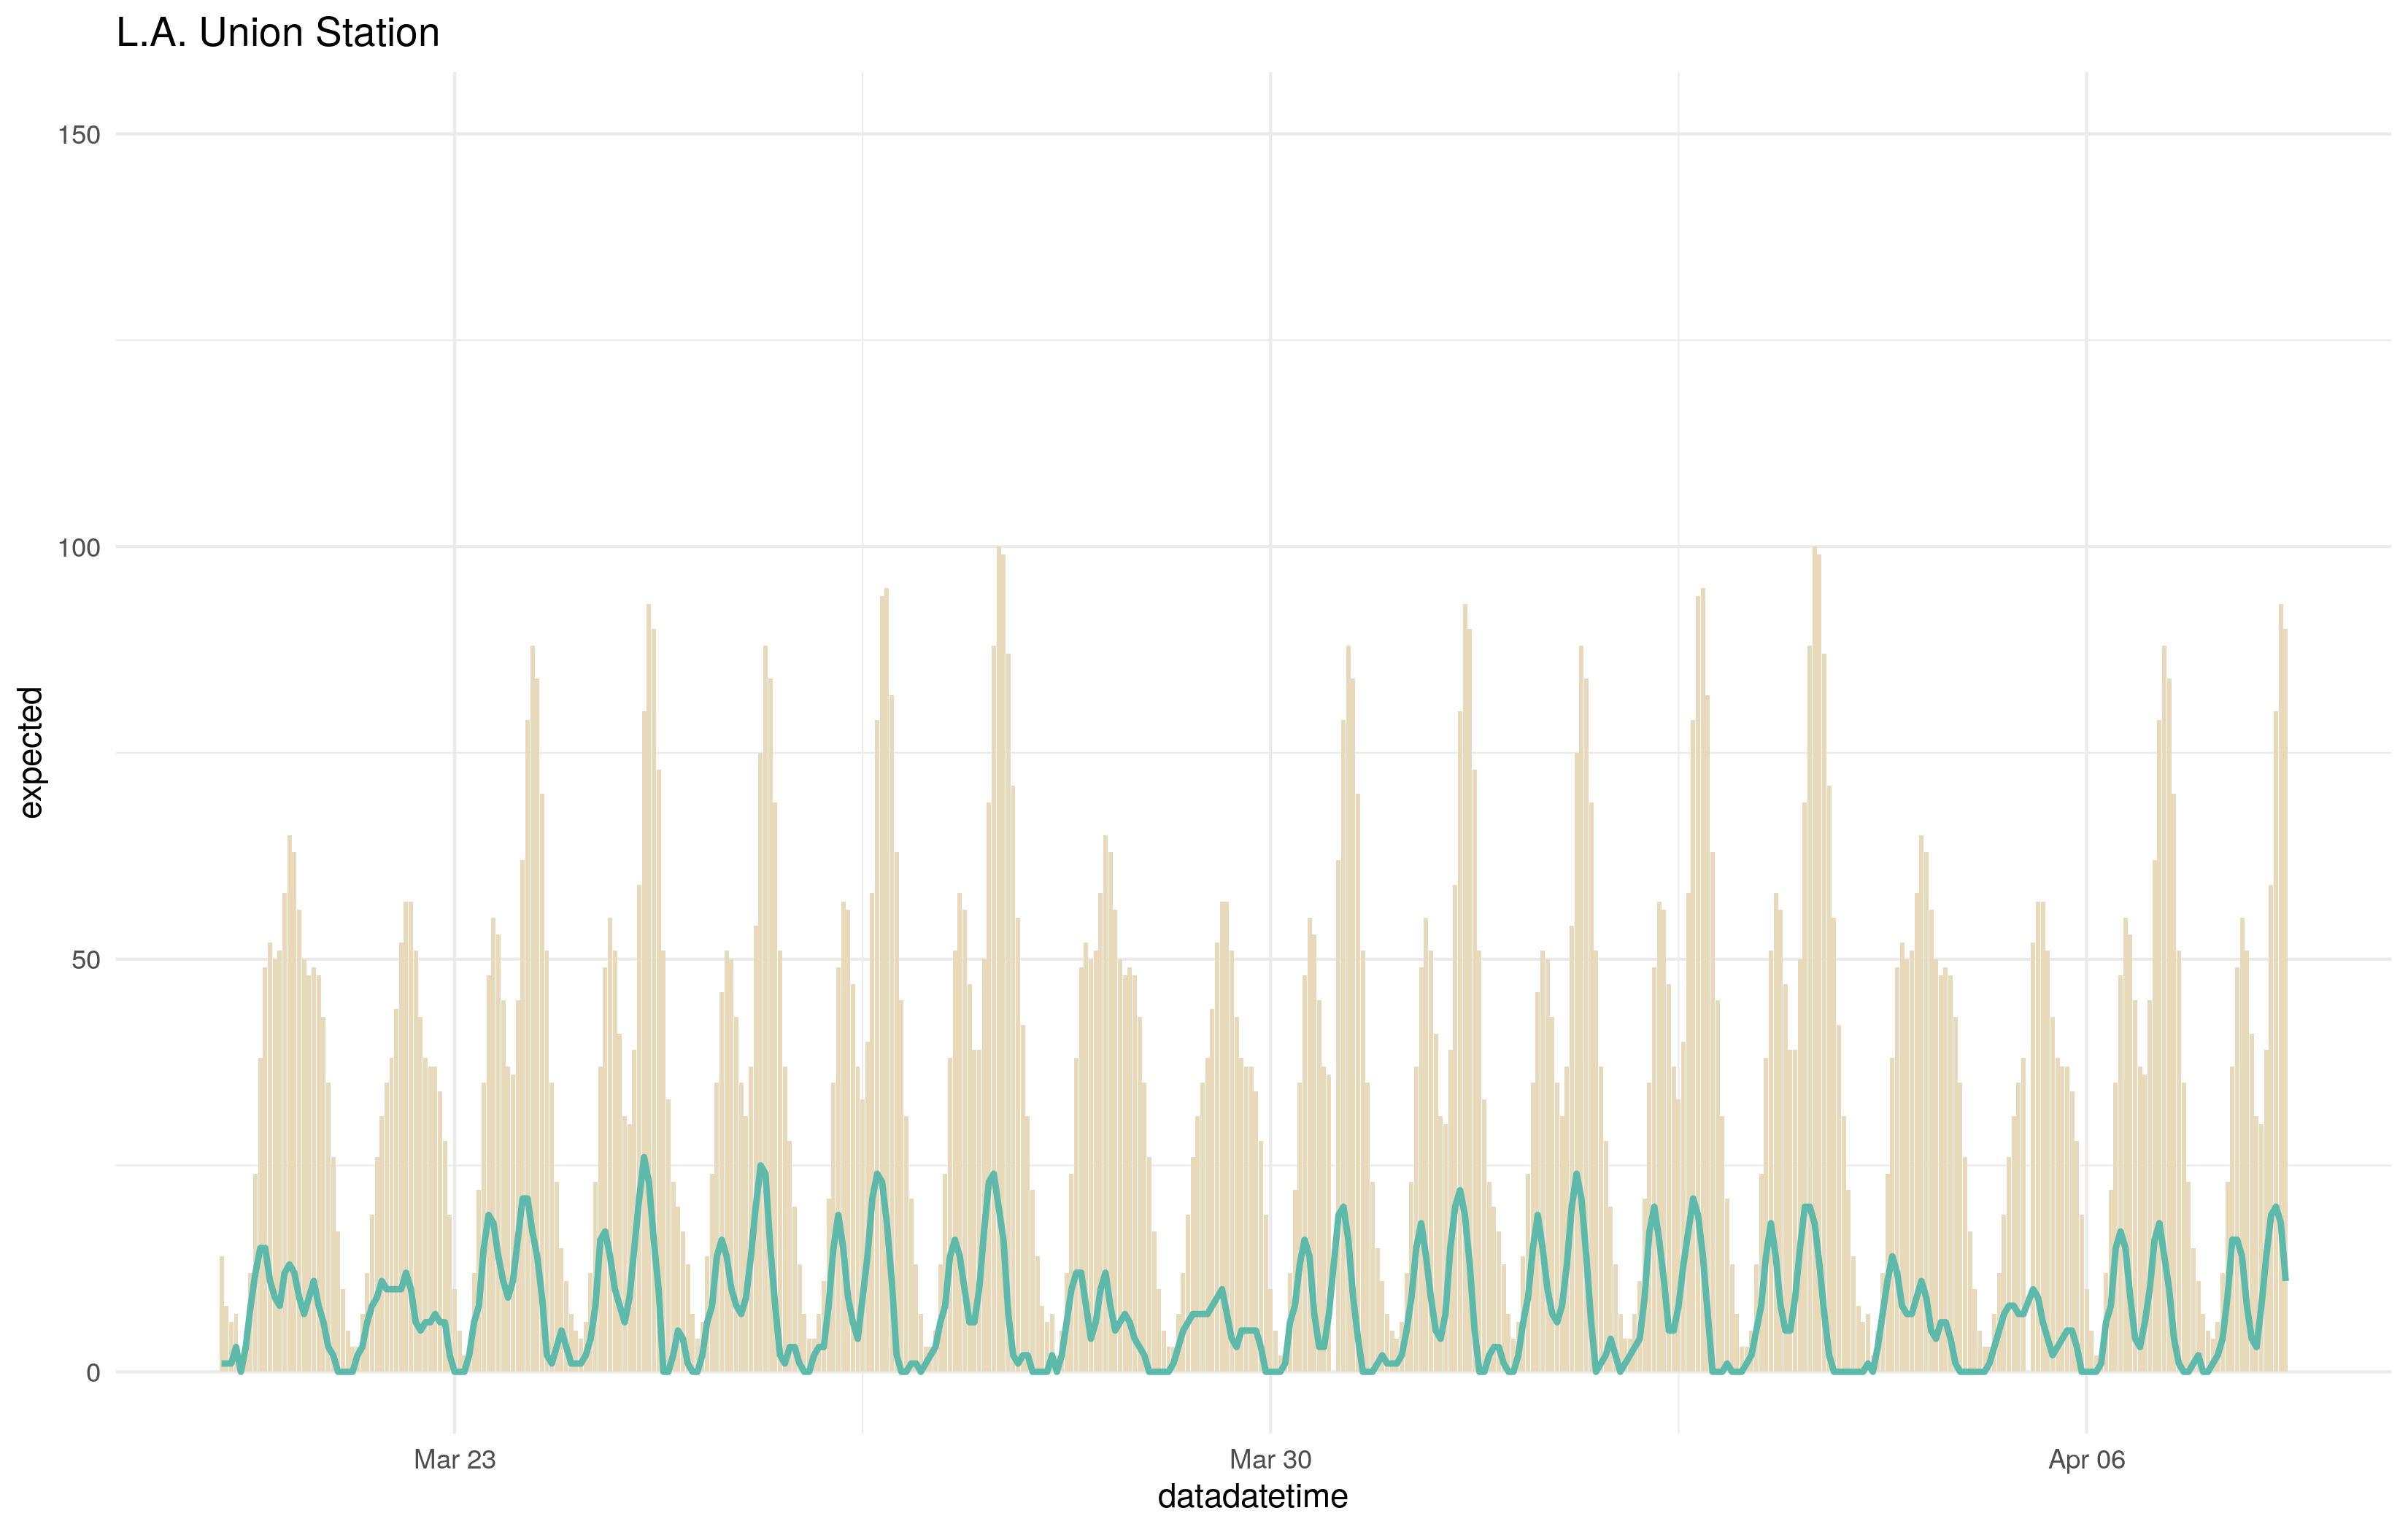 L.A. Union Station
150
100
50
0
expected
Mar 23
Mar 30
Apr 06
datadatetime